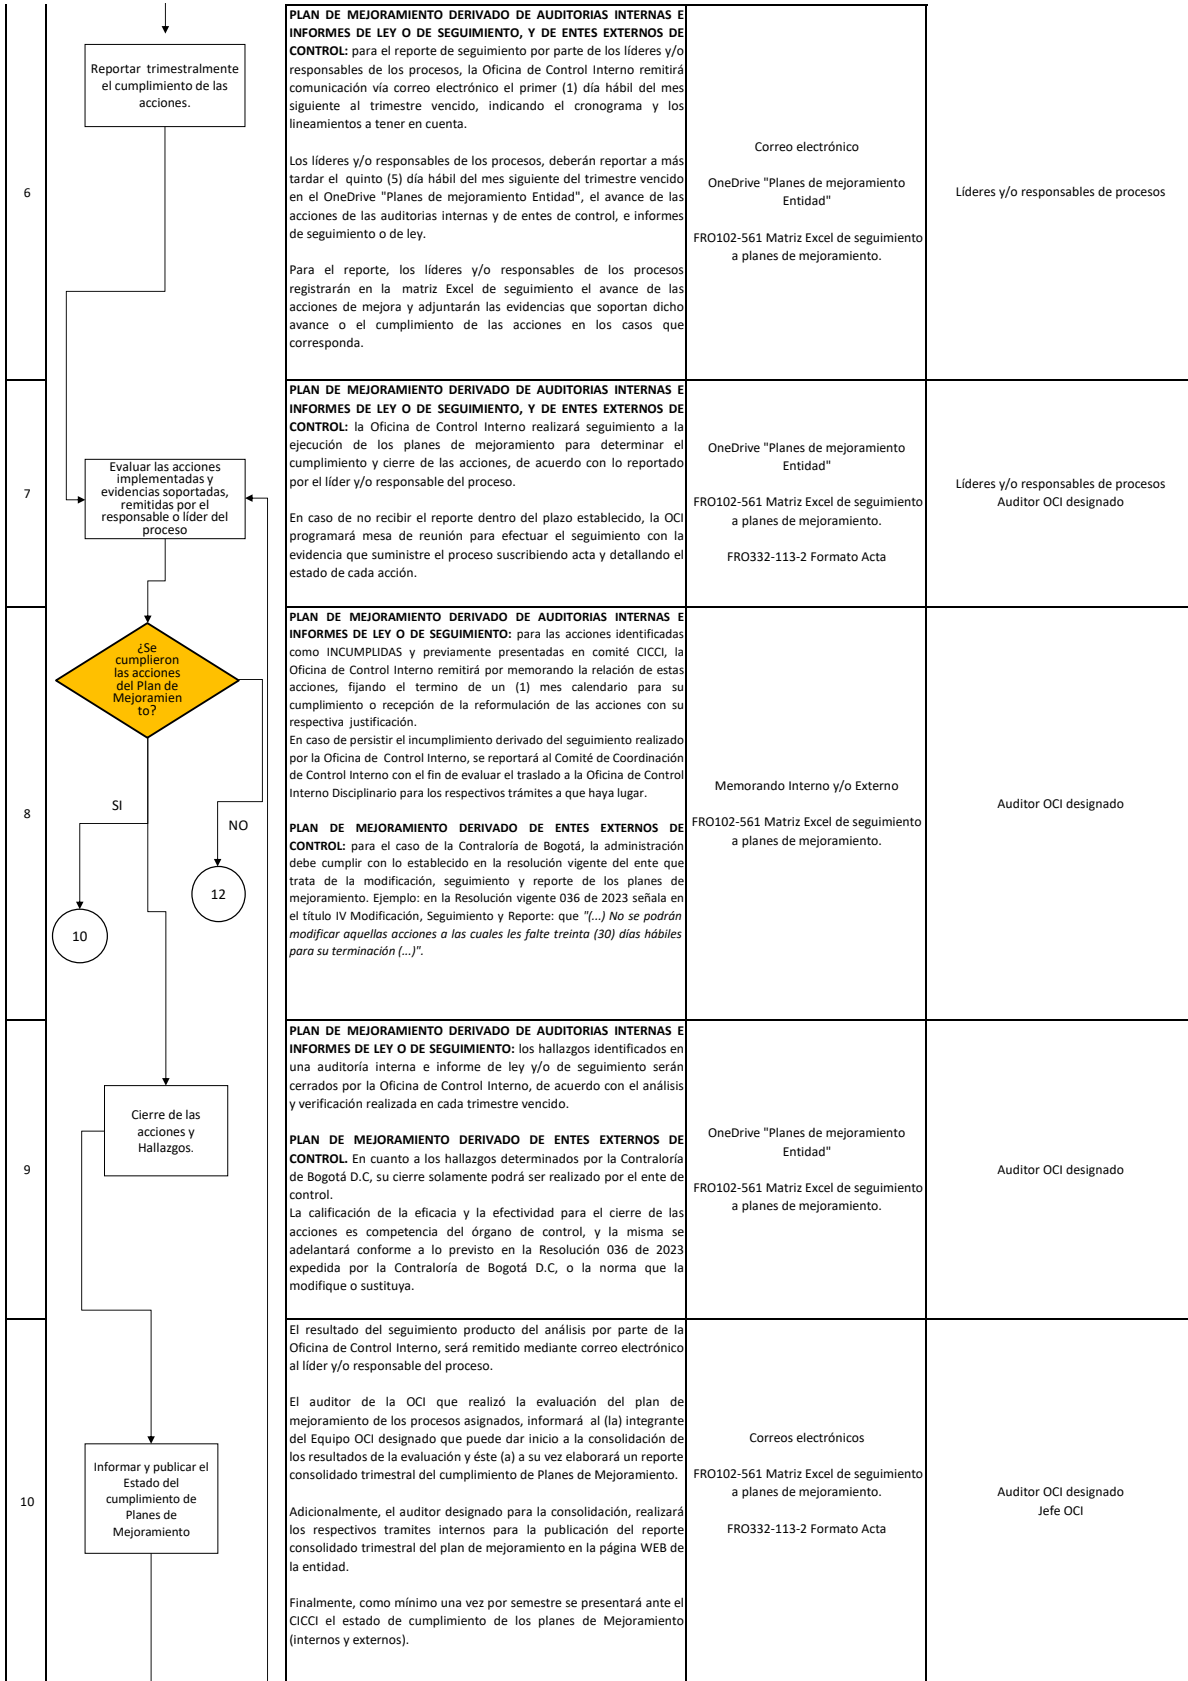 6
Reportar trimestralmente
el cumplimiento de las
acciones.
PLAN DE MEJORAMIENTO DERIVADO DE AUDITORIAS INTERNAS E
INFORMES DE LEY O DE SEGUIMIENTO, Y DE ENTES EXTERNOS DE
CONTROL: para el reporte de seguimiento por parte de los líderes y/o
responsables de los procesos, la Oficina de Control Interno remitirá
comunicación vía correo electrónico el primer (1) día hábil del mes
siguiente al trimestre vencido, indicando el cronograma y los
lineamientos a tener en cuenta.
Los líderes y/o responsables de los procesos, deberán reportar a más
tardar el quinto (5) día hábil del mes siguiente del trimestre vencido
en el OneDrive "Planes de mejoramiento Entidad", el avance de las
acciones de las auditorias internas y de entes de control, e informes
de seguimiento o de ley.
Para el reporte, los líderes y/o responsables de los procesos
registrarán en la matriz Excel de seguimiento el avance de las
acciones de mejora y adjuntarán las evidencias que soportan dicho
avance o el cumplimiento de las acciones en los casos que
corresponda.
Correo electrónico
OneDrive "Planes de mejoramiento
Entidad"
FRO102-561 Matriz Excel de seguimiento
a planes de mejoramiento.
Líderes y/o responsables de procesos
7
Evaluar las acciones
implementadas y
evidencias soportadas,
remitidas por el
responsable o líder del
proceso
PLAN DE MEJORAMIENTO DERIVADO DE AUDITORIAS INTERNAS E
INFORMES DE LEY O DE SEGUIMIENTO, Y DE ENTES EXTERNOS DE
CONTROL: la Oficina de Control Interno realizará seguimiento a la
ejecución de los planes de mejoramiento para determinar el
cumplimiento y cierre de las acciones, de acuerdo con lo reportado
por el líder y/o responsable del proceso.
En caso de no recibir el reporte dentro del plazo establecido, la OCI
programará mesa de reunión para efectuar el seguimiento con la
evidencia que suministre el proceso suscribiendo acta y detallando el
estado de cada acción.
OneDrive "Planes de mejoramiento
Entidad"
FRO102-561 Matriz Excel de seguimiento
a planes de mejoramiento.
FRO332-113-2 Formato Acta
Líderes y/o responsables de procesos
Auditor OCI designado
8
¿Se
cumplieron
las acciones
del Plan de
Mejoramien
to?
SI
NO
12
10
PLAN DE MEJORAMIENTO DERIVADO DE AUDITORIAS INTERNAS E
INFORMES DE LEY O DE SEGUIMIENTO: para las acciones identificadas
como INCUMPLIDAS y previamente presentadas en comité CICCI, la
Oficina de Control Interno remitirá por memorando la relación de estas
acciones, fijando el termino de un (1) mes calendario para su
cumplimiento o recepción de la reformulación de las acciones con su
respectiva justificación.
En caso de persistir el incumplimiento derivado del seguimiento realizado
por la Oficina de Control Interno, se reportará al Comité de Coordinación
de Control Interno con el fin de evaluar el traslado a la Oficina de Control
Interno Disciplinario para los respectivos trámites a que haya lugar.
PLAN DE MEJORAMIENTO DERIVADO DE ENTES EXTERNOS DE
CONTROL: para el caso de la Contraloría de Bogotá, la administración
debe cumplir con lo establecido en la resolución vigente del ente que
trata de la modificación, seguimiento y reporte de los planes de
mejoramiento. Ejemplo: en la Resolución vigente 036 de 2023 señala en
el título IV Modificación, Seguimiento y Reporte: que "(...) No se podrán
modificar aquellas acciones a las cuales les falte treinta (30) días hábiles
para su terminación (...)".
Memorando Interno y/o Externo
FRO102-561 Matriz Excel de seguimiento
a planes de mejoramiento.
Auditor OCI designado
9
Cierre de las
acciones y
Hallazgos.
PLAN DE MEJORAMIENTO DERIVADO DE AUDITORIAS INTERNAS E
INFORMES DE LEY O DE SEGUIMIENTO: los hallazgos identificados en
una auditoría interna e informe de ley y/o de seguimiento serán
cerrados por la Oficina de Control Interno, de acuerdo con el análisis
y verificación realizada en cada trimestre vencido.
PLAN DE MEJORAMIENTO DERIVADO DE ENTES EXTERNOS DE
CONTROL. En cuanto a los hallazgos determinados por la Contraloría
de Bogotá D.C, su cierre solamente podrá ser realizado por el ente de
control.
La calificación de la eficacia y la efectividad para el cierre de las
acciones es competencia del órgano de control, y la misma se
adelantará conforme a lo previsto en la Resolución 036 de 2023
expedida por la Contraloría de Bogotá D.C, o la norma que la
modifique o sustituya.
OneDrive "Planes de mejoramiento
Entidad"
FRO102-561 Matriz Excel de seguimiento
a planes de mejoramiento.
Auditor OCI designado
10
Informar y publicar el
Estado del
cumplimiento de
Planes de
Mejoramiento
El resultado del seguimiento producto del análisis por parte de la
Oficina de Control Interno, será remitido mediante correo electrónico
al líder y/o responsable del proceso.
El auditor de la OCI que realizó la evaluación del plan de
mejoramiento de los procesos asignados, informará al (la) integrante
del Equipo OCI designado que puede dar inicio a la consolidación de
los resultados de la evaluación y éste (a) a su vez elaborará un reporte
consolidado trimestral del cumplimiento de Planes de Mejoramiento.
Adicionalmente, el auditor designado para la consolidación, realizará
los respectivos tramites internos para la publicación del reporte
consolidado trimestral del plan de mejoramiento en la página WEB de
la entidad.
Finalmente, como mínimo una vez por semestre se presentará ante el
CICCI el estado de cumplimiento de los planes de Mejoramiento
(internos y externos).
Correos electrónicos
FRO102-561 Matriz Excel de seguimiento
a planes de mejoramiento.
FRO332-113-2 Formato Acta
Auditor OCI designado
Jefe OCI